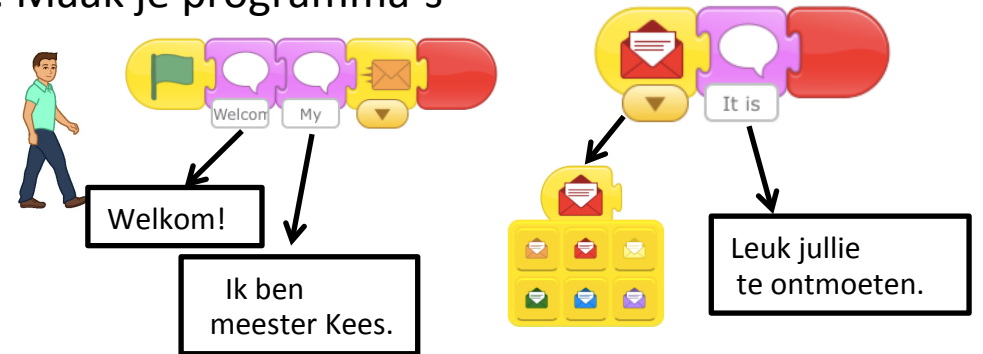 Maak je programma's
Welcom
My
It is
Welkom!
Ik ben
meester Kees.
Leuk jullie
te ontmoeten.